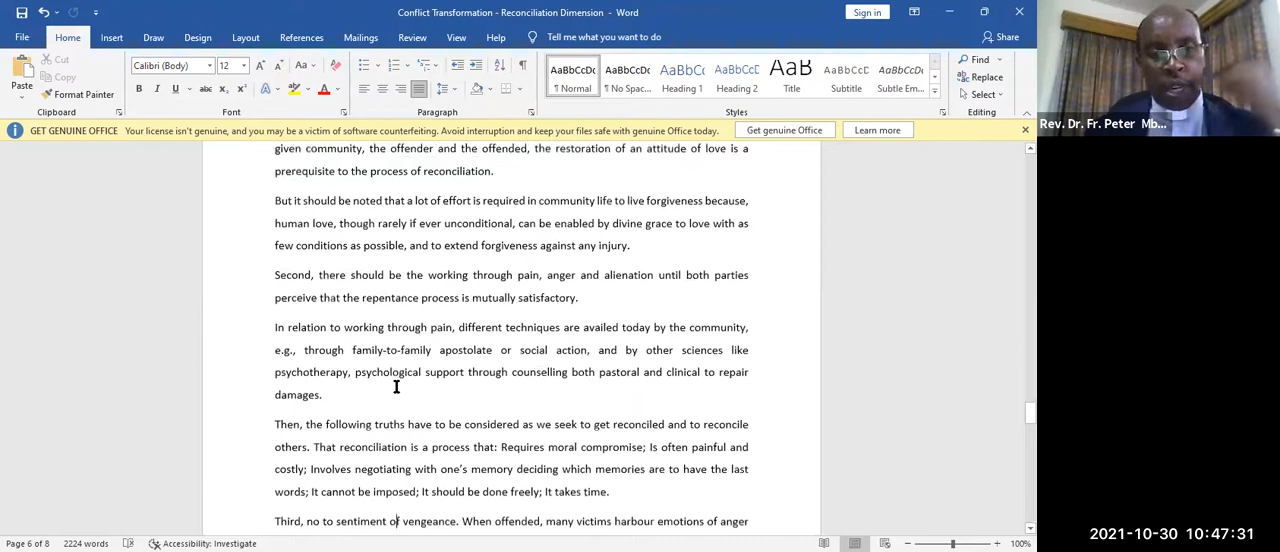 Conflict Transformation - Reconciliation Dimension - Word
Sign in
File Home Insert Draw Design Layout References Mailings Review View Help Tell me what you want to do Share
Paste
Cut
Copy
Format Painter
Clipboard
Calibri (Body) 12
Font
Paragraph
AaBbCcDc AaBbCcDc AaBbCc AaBbCcC AaB AaBbCcC AaBbCcDc
¶ Normal ¶ No Spac... Heading 1 Heading 2 Title Subtitle Subtle Em...
Styles
Find
Replace
Select
Editing
GET GENUINE OFFICE Your license isn't genuine, and you may be a victim of software counterfeiting. Avoid interruption and keep your files safe with genuine Office today. Get genuine Office Learn more
Rev. Dr. Fr. Peter Mb...
given community, the offender and the offended, the restoration of an attitude of love is a
prerequisite to the process of reconciliation.
But it should be noted that a lot of effort is required in community life to live forgiveness because,
human love, though rarely if ever unconditional, can be enabled by divine grace to love with as
few conditions as possible, and to extend forgiveness against any injury.
Second, there should be the working through pain, anger and alienation until both parties
perceive that the repentance process is mutually satisfactory.
In relation to working through pain, different techniques are availed today by the community,
e.g., through family-to-family apostolate or social action, and by other sciences like
psychotherapy, psychological support through counselling both pastoral and clinical to repair
damages.
Then, the following truths have to be considered as we seek to get reconciled and to reconcile
others. That reconciliation is a process that: Requires moral compromise; Is often painful and
costly; Involves negotiating with one's memory deciding which memories are to have the last
words; It cannot be imposed; It should be done freely; It takes time.
Third, no to sentiment of vengeance. When offended, many victims harbour emotions of anger
Page 6 of 8 2224 words Accessibility: Investigate 100%
2021-10-30 10:47:31